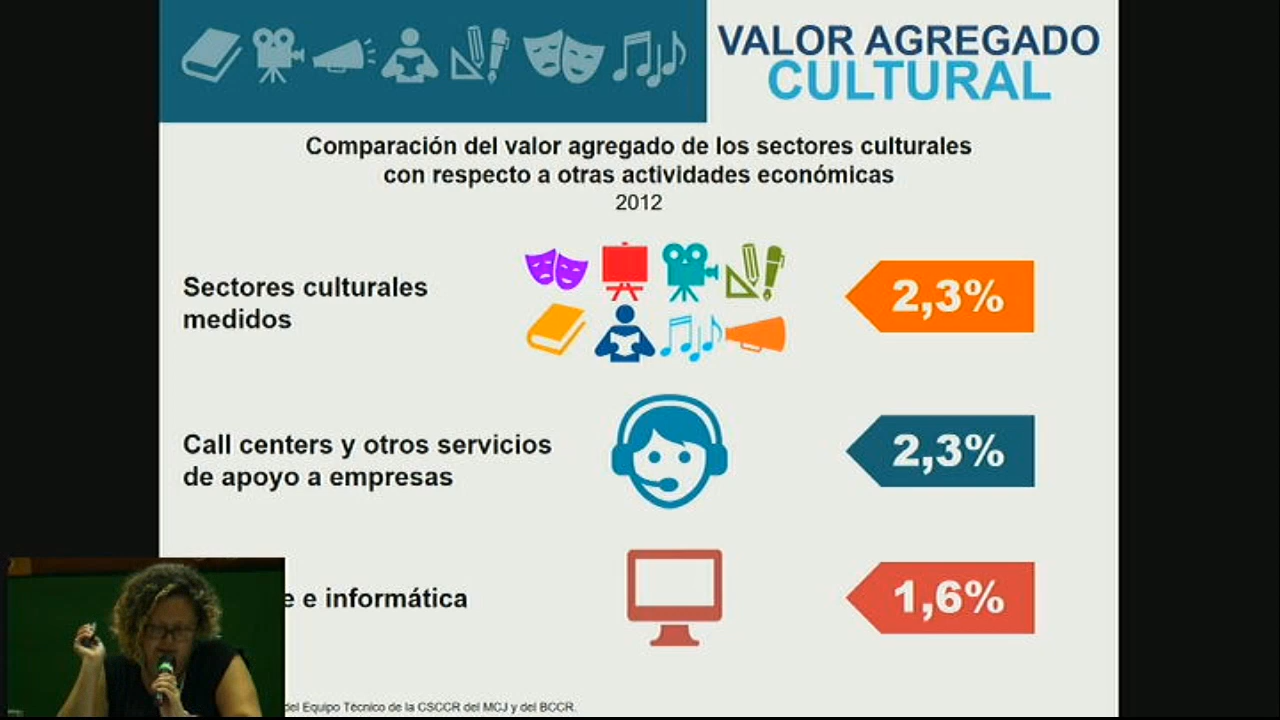 VALOR AGREGADO
CULTURAL
Comparación del valor agregado de los sectores culturales
con respecto a otras actividades económicas
2012
Sectores culturales
medidos
2,3%
Call centers y otros servicios
de apoyo a empresas
2,3%
e e informática
1,6%
del Equipo Técnico de la CSCCR del MCJ y del BCCR.